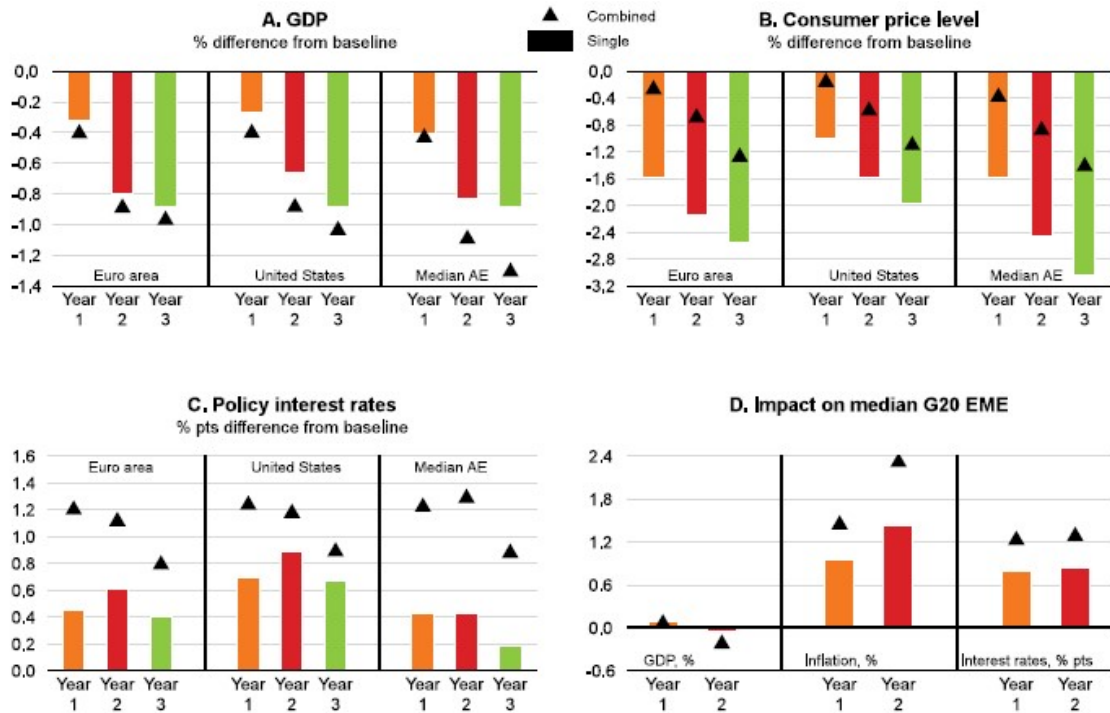 A. GDP
% difference from baseline
0,0
-0.2
-0.4
-0.6
-0.8
-1.0
-1.2
-1,4
Euro area
United States
Median AE
Year Year Year
1 2 3
Year Year Year
1 2 3
Year Year Year
1 2 3
Combined
Single
B. Consumer price level
% difference from baseline
0,0
-0.4
-0.8
-1.2
-1.6
-2.0
-2.4
-2.8
-3,2
Euro area
United States
Median AE
Year Year Year
1 2 3
Year Year Year
1 2 3
Year Year Year
1 2 3
C. Policy interest rates
% pts difference from baseline
1.6
1.4
1.2
1.0
0.8
0.6
0.4
0.2
0.0
Euro area
United States
Median AE
Year Year Year
1 2 3
Year Year Year
1 2 3
Year Year Year
1 2 3
D. Impact on median G20 EME
2.4
1.8
1.2
0.6
0.0
-0.6
GDP, %
Inflation, %
Interest rates, % pts
Year Year
1 2
Year Year
1 2
Year Year
1 2